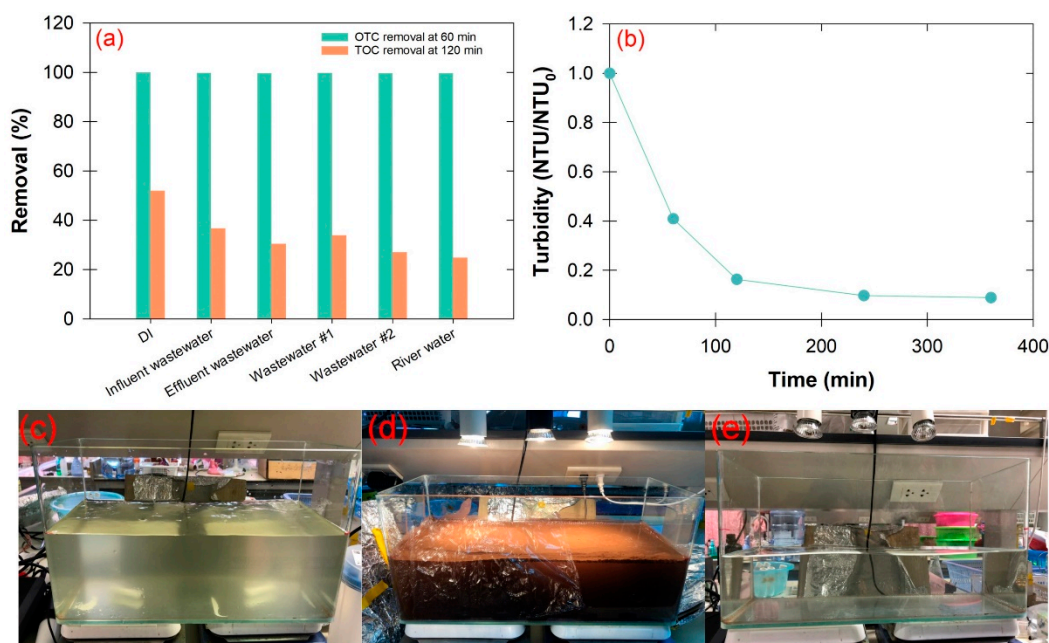 (a)
OTC removal at 60 min
TOC removal at 120 min
Removal (%)
120
100
80
60
40
20
0
DI
Influent wastewater
Effluent wastewater
Wastewater #1
Wastewater #2
River water
(b)
Turbidity (NTU/NTU₀)
1.2
1.0
0.8
0.6
0.4
0.2
0.0
0 100 200 300 400
Time (min)
(c)
(d)
(e)